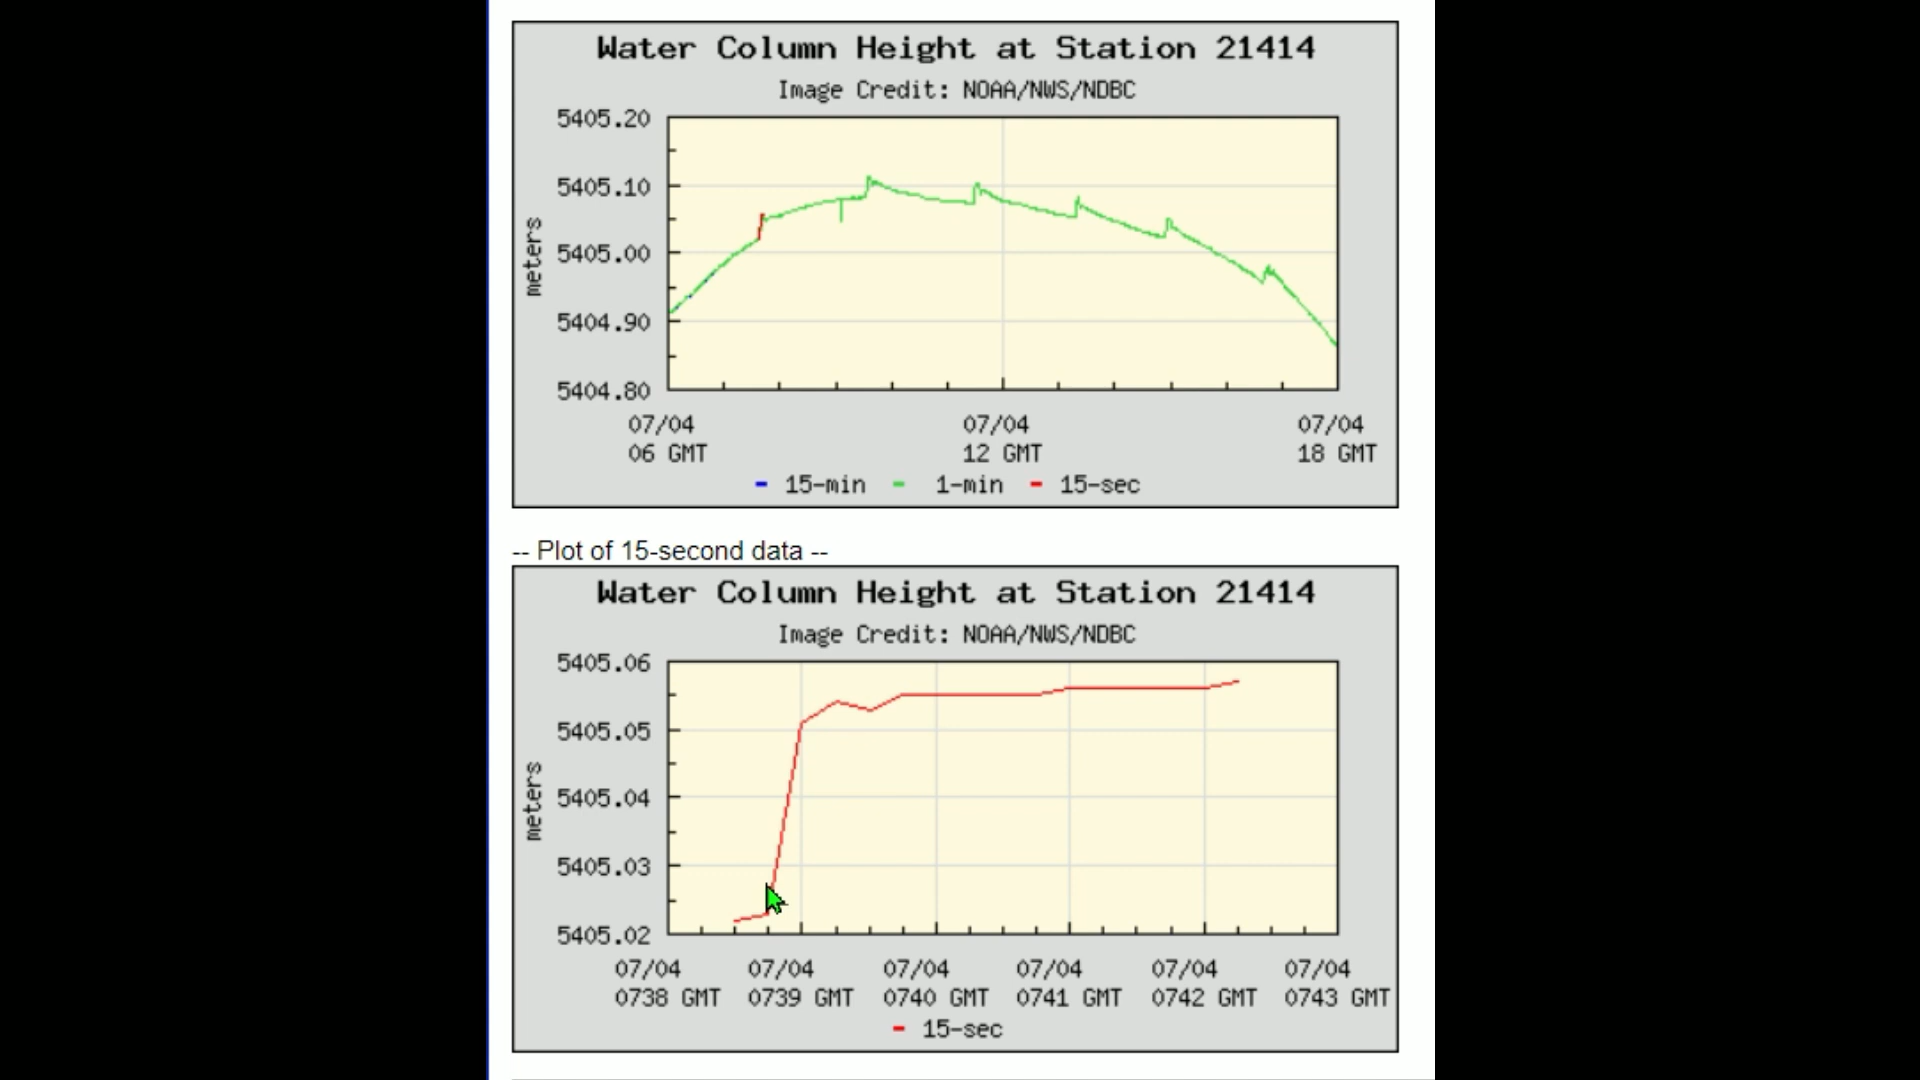 Water Column Height at Station 21414
Image Credit: NOAA/NWS/NDBC
5405.20
5405.10
5405.00
5404.90
5404.80
meters
07/04 07/04 07/04
06 GMT 12 GMT 18 GMT
15-min 1-min 15-sec
-- Plot of 15-second data --
Water Column Height at Station 21414
Image Credit: NOAA/NWS/NDBC
5405.06
5405.05
5405.04
5405.03
5405.02
meters
07/04 07/04 07/04 07/04 07/04 07/04
0738 GMT 0739 GMT 0740 GMT 0741 GMT 0742 GMT 0743 GMT
15-sec